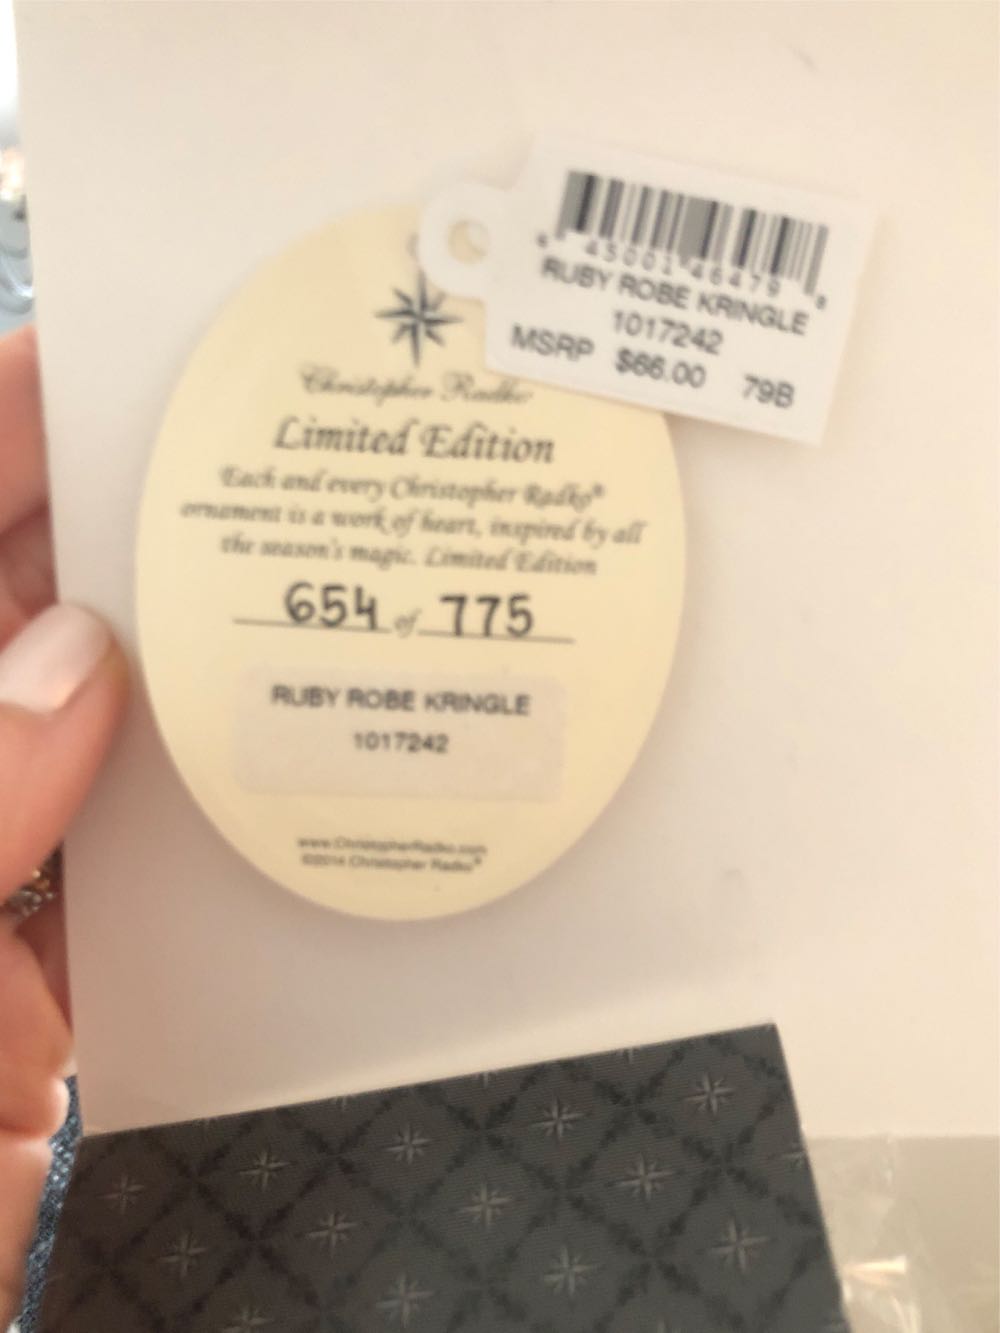 6 45001 46479 8
RUBY ROBE KRINGLE
1017242
MSRP $66.00 79B
Christopher Radko
Limited Edition
Each and every Christopher Radko®
ornament is a work of heart, inspired by all
the season's magic. Limited Edition
654 of 775
RUBY ROBE KRINGLE
1017242
www.ChristopherRadko.com
©2014 Christopher Radko®